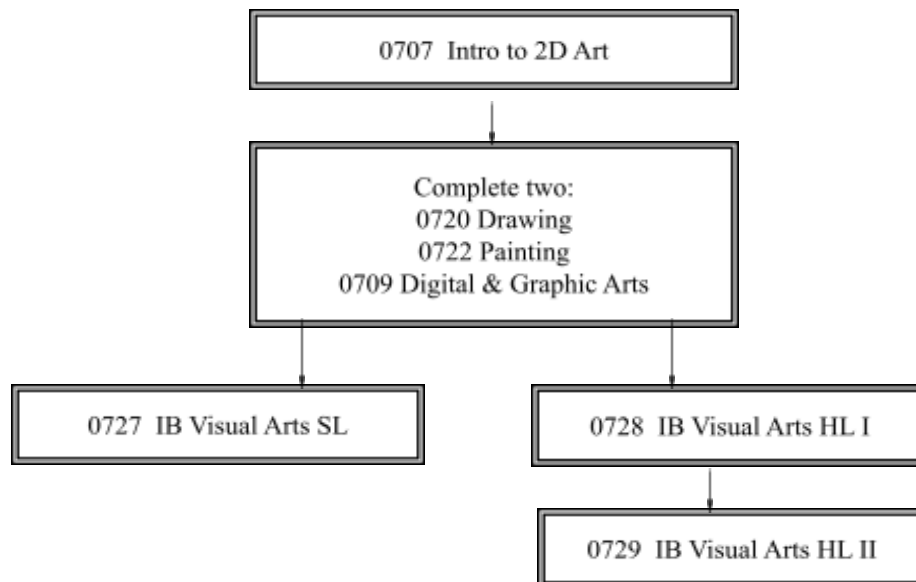 0707 Intro to 2D Art
Complete two:
0720 Drawing
0722 Painting
0709 Digital & Graphic Arts
0727 IB Visual Arts SL
0728 IB Visual Arts HL I
0729 IB Visual Arts HL II